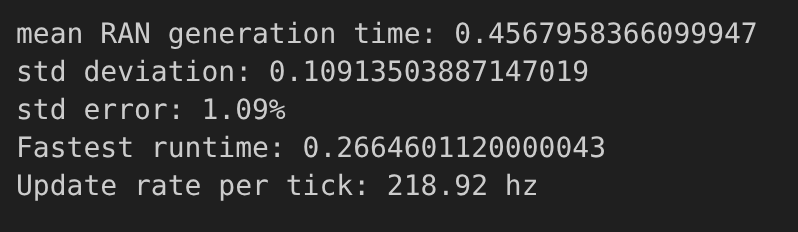 mean RAN generation time: 0.4567958366099947
std deviation: 0.10913503887147019
std error: 1.09%
Fastest runtime: 0.2664601120000043
Update rate per tick: 218.92 hz